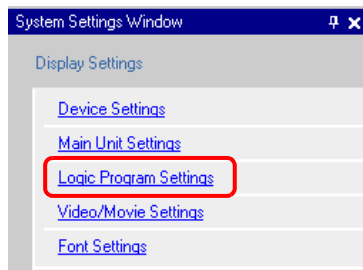 System Settings Window
Display Settings
Device Settings
Main Unit Settings
Logic Program Settings
Video/Movie Settings
Font Settings